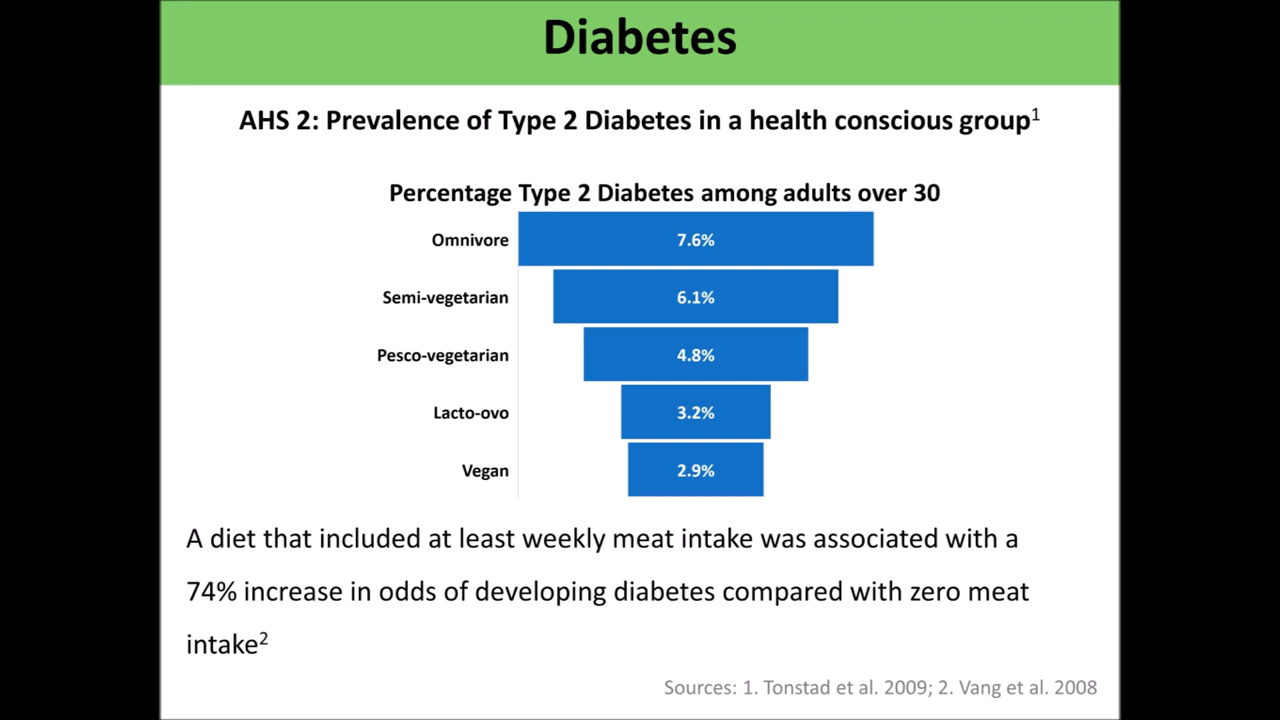 Diabetes
AHS 2: Prevalence of Type 2 Diabetes in a health conscious group1
Percentage Type 2 Diabetes among adults over 30
Omnivore 7.6%
Semi-vegetarian 6.1%
Pesco-vegetarian 4.8%
Lacto-ovo 3.2%
Vegan 2.9%
A diet that included at least weekly meat intake was associated with a
74% increase in odds of developing diabetes compared with zero meat
intake2
Sources: 1. Tonstad et al. 2009; 2. Vang et al. 2008